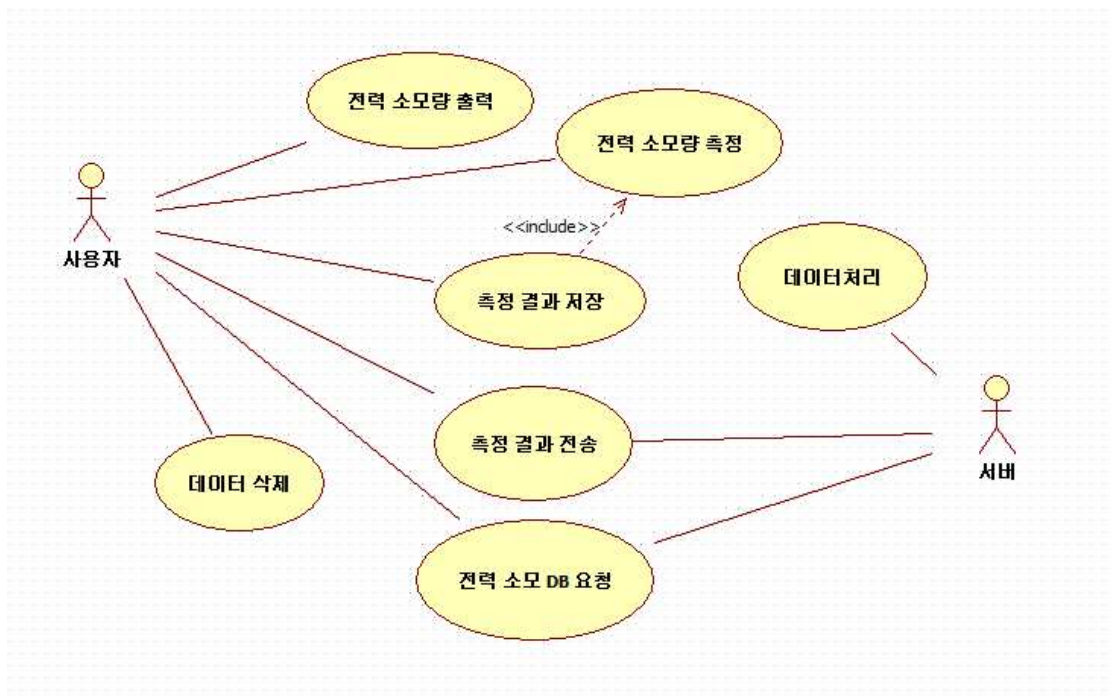 전력 소모량 출력
전력 소모량 측정
<<include>>
사용자
측정 결과 저장
데이터처리
측정 결과 전송
서버
데이터 삭제
전력 소모 DB 요청